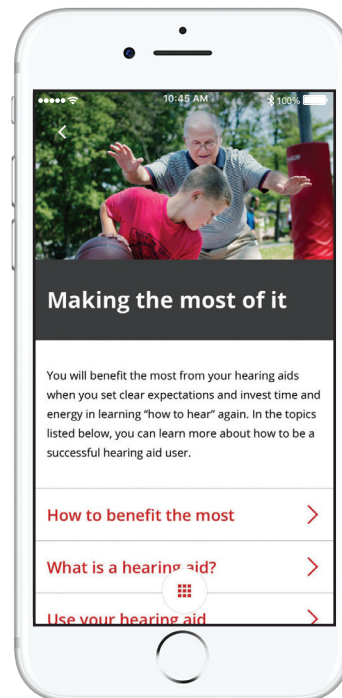 10:45 AM
100%
Making the most of it
You will benefit the most from your hearing aids
when you set clear expectations and invest time and
energy in learning “how to hear” again. In the topics
listed below, you can learn more about how to be a
successful hearing aid user.
How to benefit the most
What is a hearing aid?
Use your hearing aid